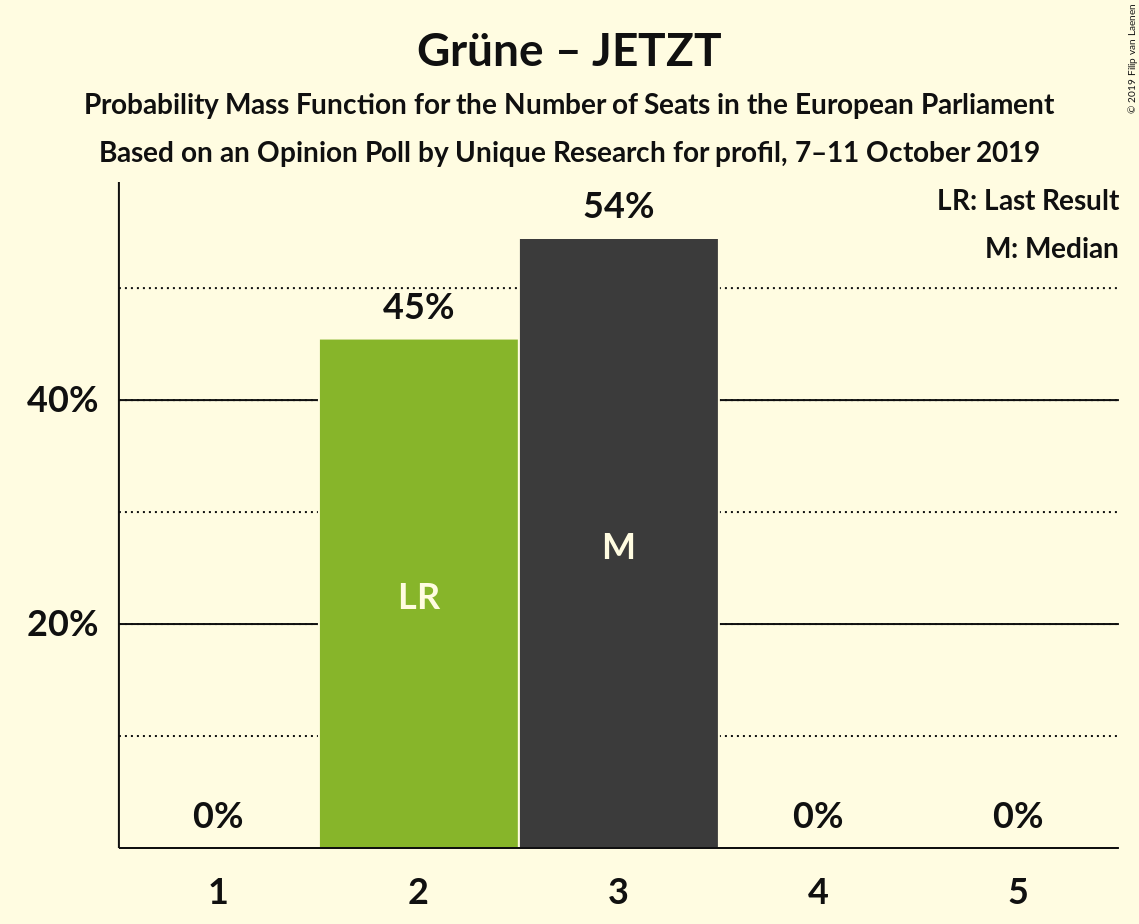 Grüne – JETZT
Probability Mass Function for the Number of Seats in the European Parliament
Based on an Opinion Poll by Unique Research for profil, 7–11 October 2019
© 2019 Filip van Laenen
LR: Last Result
M: Median
54%
45%
40%
M
LR
20%
0%
0%
0%
1
2
3
4
5